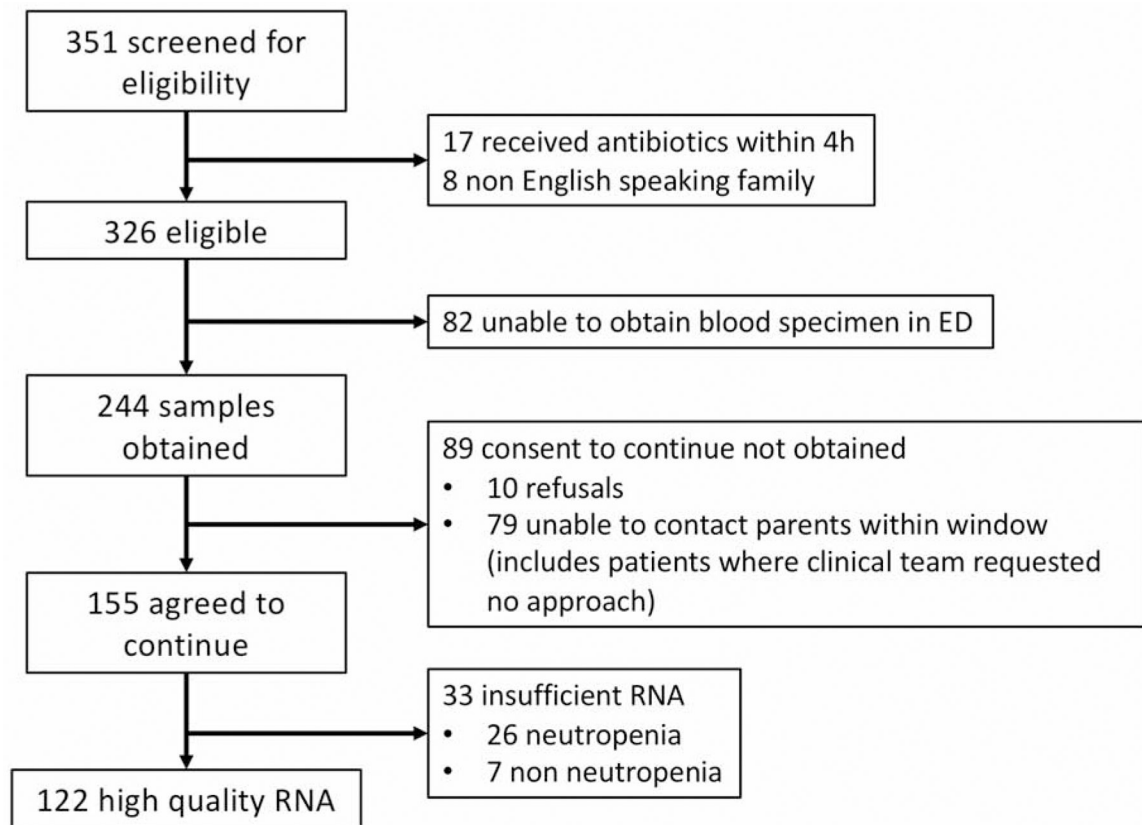 351 screened for
eligibility
17 received antibiotics within 4h
8 non English speaking family
326 eligible
82 unable to obtain blood specimen in ED
244 samples
obtained
89 consent to continue not obtained
• 10 refusals
• 79 unable to contact parents within window
(includes patients where clinical team requested
no approach)
155 agreed to
continue
33 insufficient RNA
• 26 neutropenia
• 7 non neutropenia
122 high quality RNA